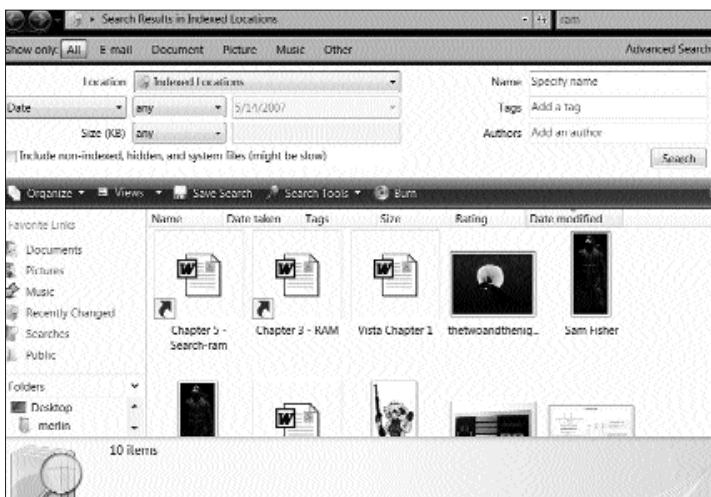 Search Results in Indexed Locations
ram
Show only: All E-mail Document Picture Music Other Advanced Search
Location Indexed Locations Name Specify name
Date any 5/14/2007 Tags Add a tag
Size (KB) any Authors Add an author
Include non-indexed, hidden, and system files (might be slow) Search
Organize Views Save Search Search Tools Burn
Favorite Links Name Date taken Tags Size Rating Date modified
Documents
Pictures
Music
Recently Changed
Searches
Public
Chapter 5 - Search-ram
Chapter 3 - RAM
Vista Chapter 1
thetwoandthenig...
Sam Fisher
Folders
Desktop
merlin
10 items